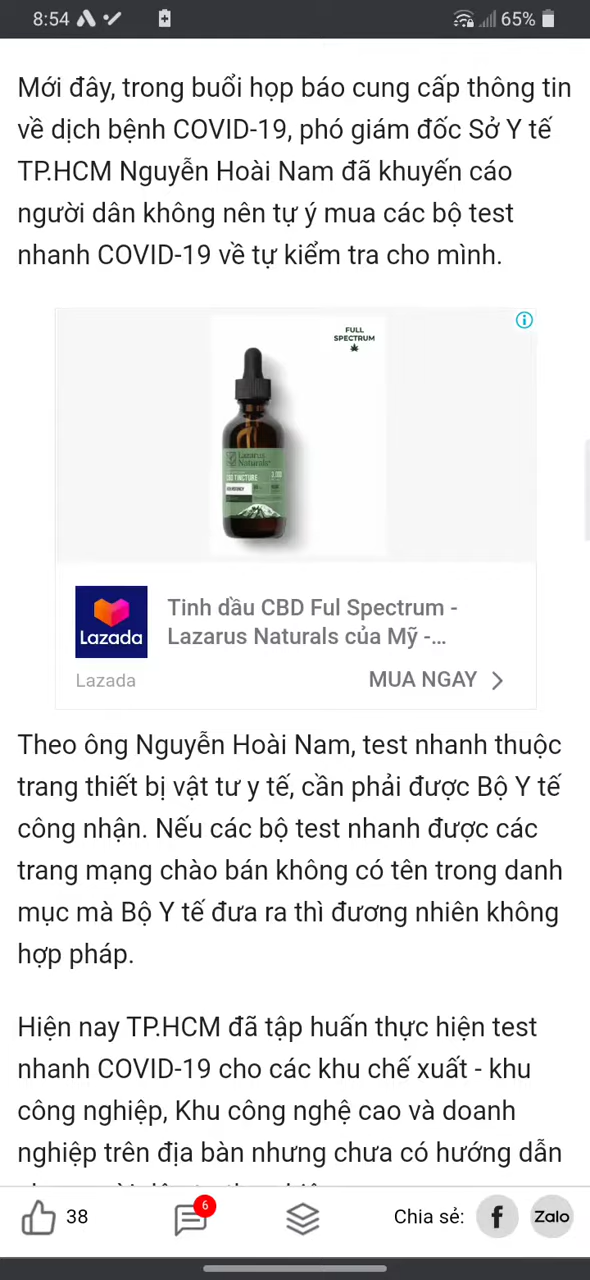 8:54
65%
Mới đây, trong buổi họp báo cung cấp thông tin
về dịch bệnh COVID-19, phó giám đốc Sở Y tế
TP.HCM Nguyễn Hoài Nam đã khuyến cáo
người dân không nên tự ý mua các bộ test
nhanh COVID-19 về tự kiểm tra cho mình.
FULL
SPECTRUM
Lazarus
Naturals
CBD TINCTURE
Lazada
Tinh dầu CBD Ful Spectrum -
Lazarus Naturals của Mỹ -...
Lazada
MUA NGAY
Theo ông Nguyễn Hoài Nam, test nhanh thuộc
trang thiết bị vật tư y tế, cần phải được Bộ Y tế
công nhận. Nếu các bộ test nhanh được các
trang mạng chào bán không có tên trong danh
mục mà Bộ Y tế đưa ra thì đương nhiên không
hợp pháp.
Hiện nay TP.HCM đã tập huấn thực hiện test
nhanh COVID-19 cho các khu chế xuất - khu
công nghiệp, Khu công nghệ cao và doanh
nghiệp trên địa bàn nhưng chưa có hướng dẫn
38
6
Chia sẻ:
f
Zalo